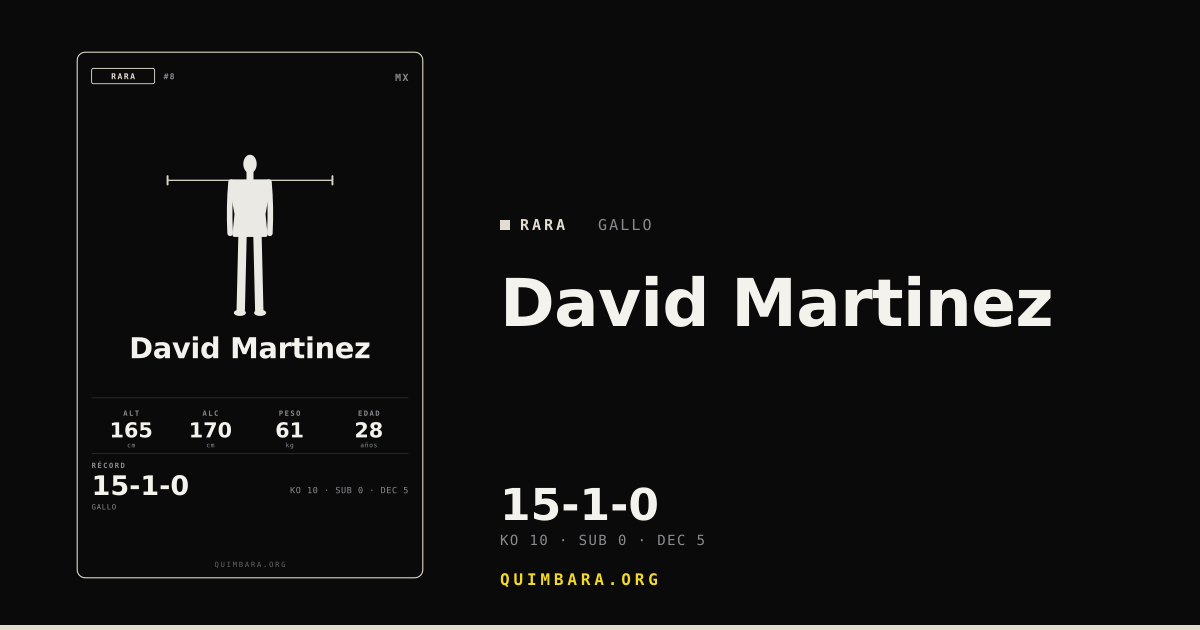 RARA #8 MX
David Martinez
ALT ALC PESO EDAD
165 170 61 28
cm cm kg años
RÉCORD
15-1-0 KO 10 · SUB 0 · DEC 5
GALLO
QUIMBARA.ORG
RARA GALLO
David Martinez
15-1-0
KO 10 · SUB 0 · DEC 5
QUIMBARA.ORG